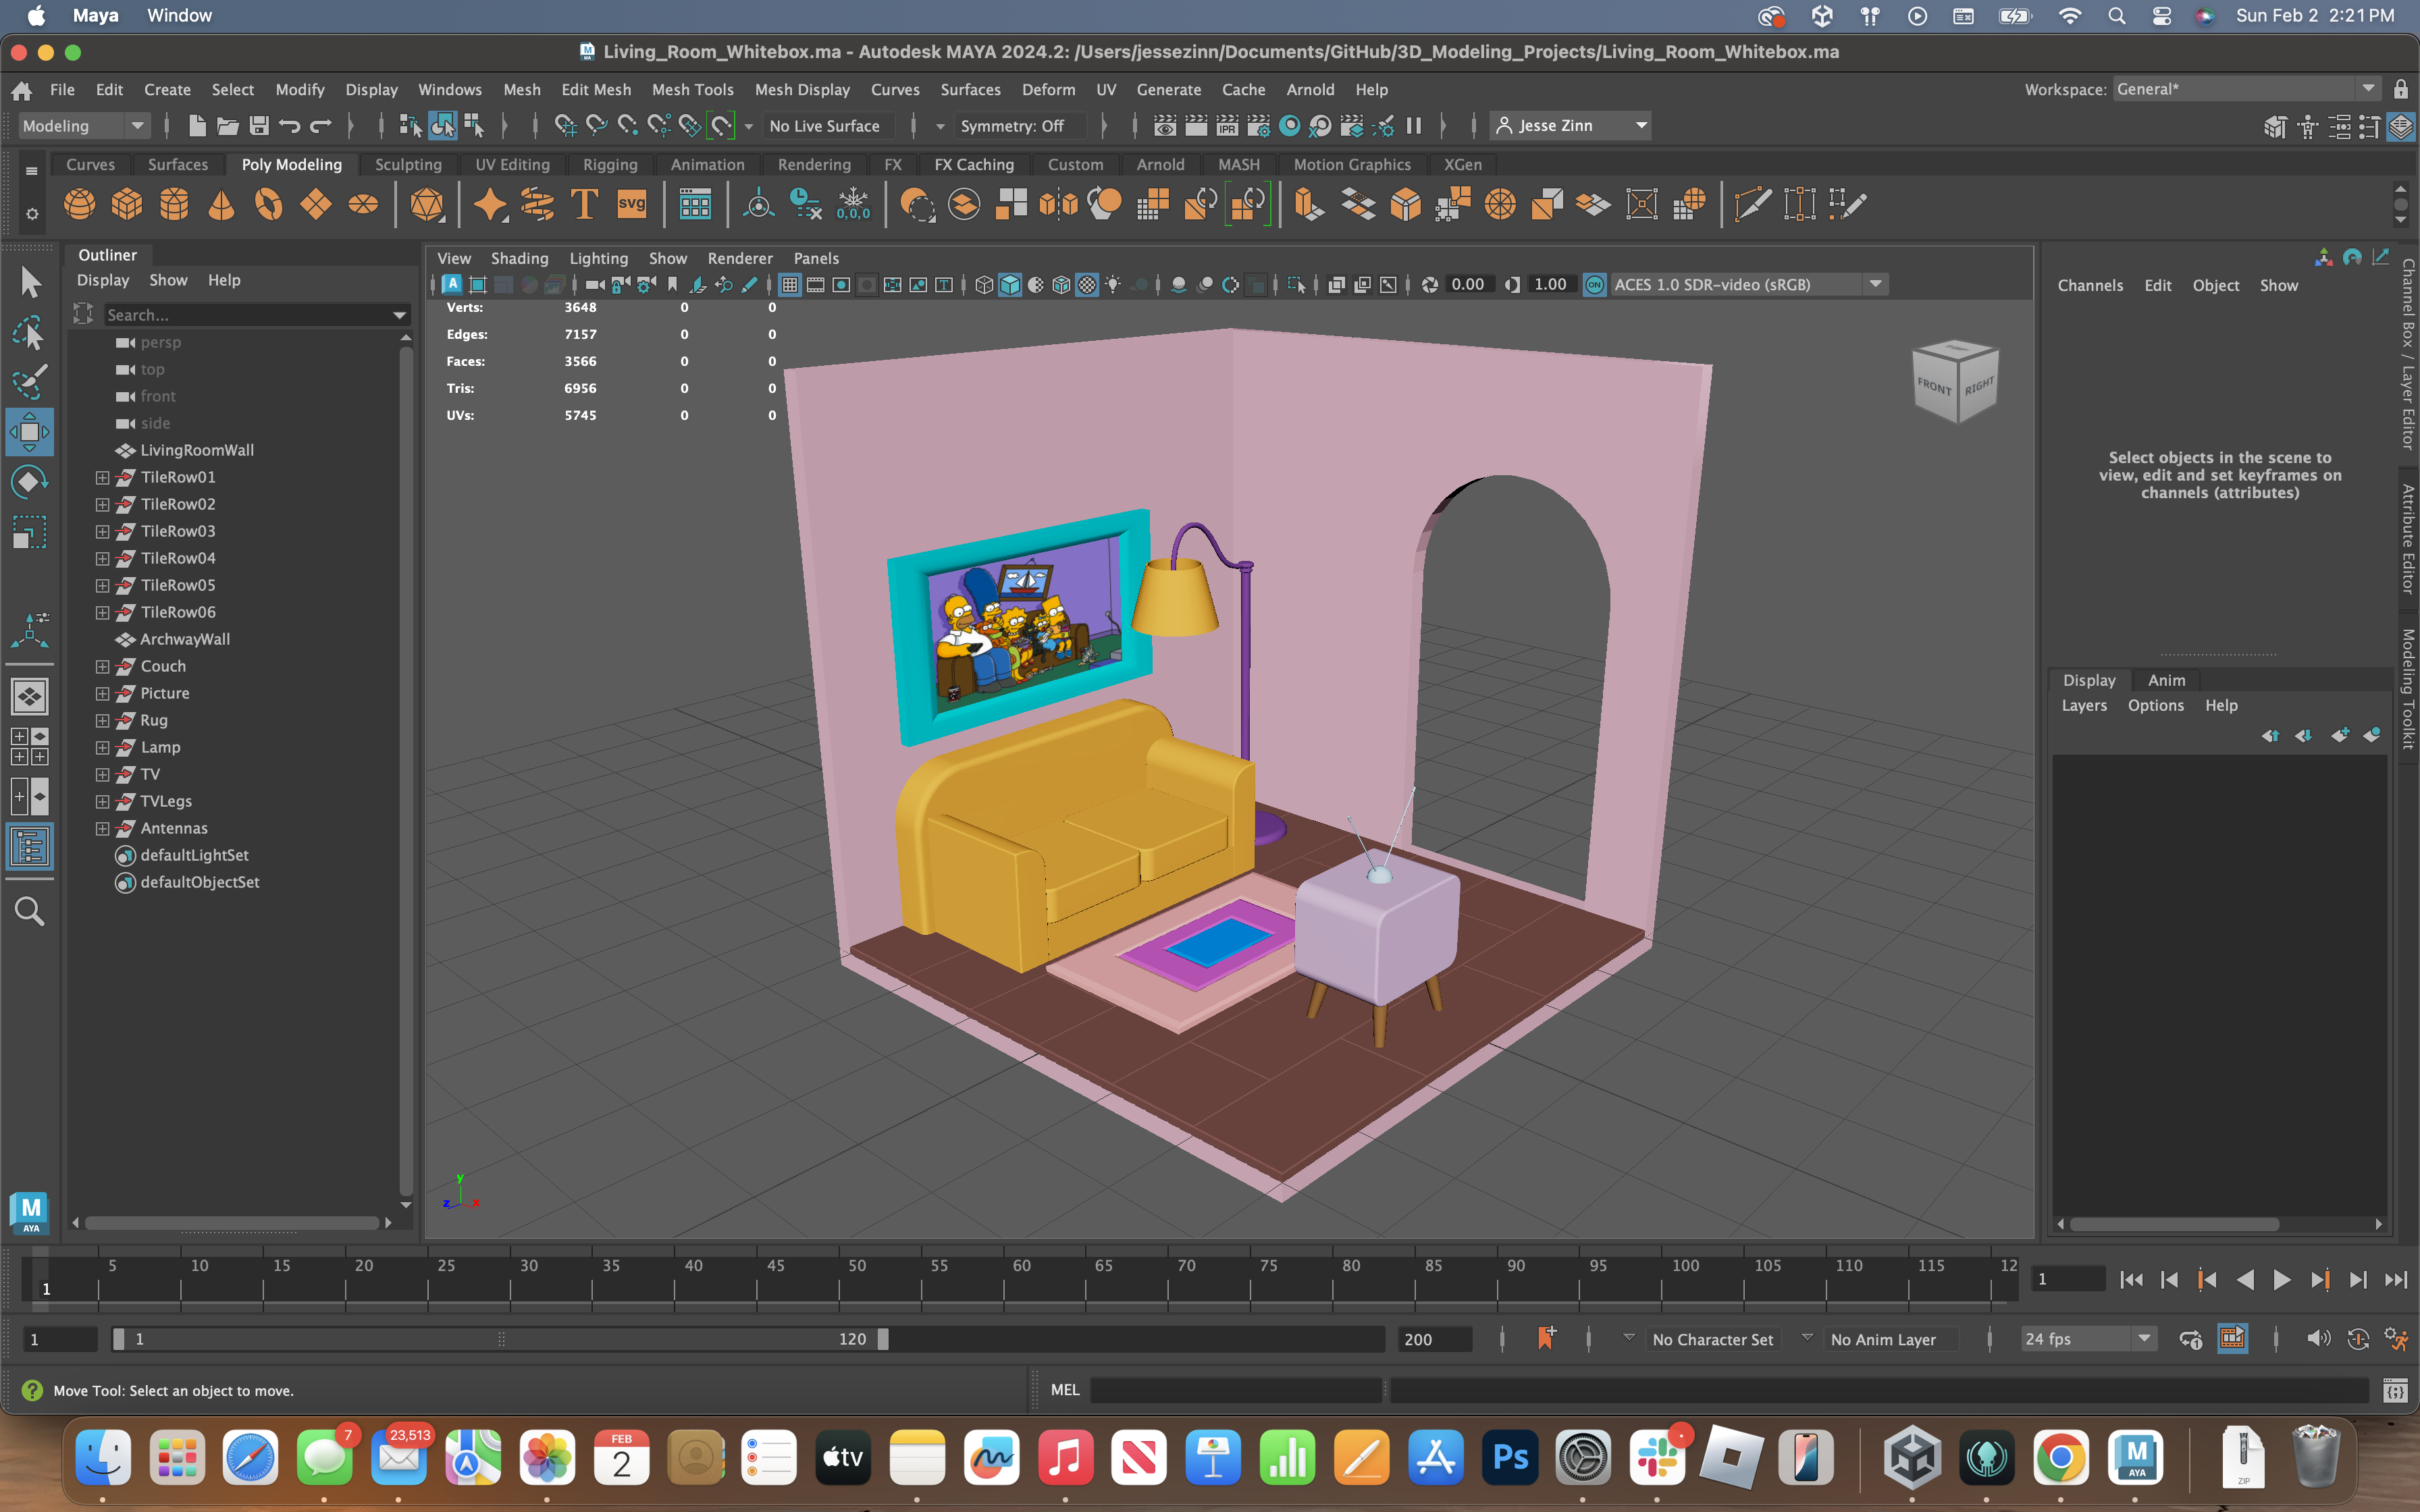 Maya Window Sun Feb 2 2:21 PM
Living_Room_Whitebox.ma - Autodesk MAYA 2024.2: /Users/jessezinn/Documents/GitHub/3D_Modeling_Projects/Living_Room_Whitebox.ma
File Edit Create Select Modify Display Windows Mesh Edit Mesh Mesh Tools Mesh Display Curves Surfaces Deform UV Generate Cache Arnold Help Workspace: General*
Modeling No Live Surface Symmetry: Off IPR Jesse Zinn
Curves Surfaces Poly Modeling Sculpting UV Editing Rigging Animation Rendering FX FX Caching Custom Arnold MASH Motion Graphics XGen
T svg 0,0,0
Outliner
Display Show Help
Search...
persp
top
front
side
LivingRoomWall
TileRow01
TileRow02
TileRow03
TileRow04
TileRow05
TileRow06
ArchwayWall
Couch
Picture
Rug
Lamp
TV
TVLegs
Antennas
defaultLightSet
defaultObjectSet
View Shading Lighting Show Renderer Panels
0.00 1.00 ON ACES 1.0 SDR-video (sRGB)
Verts: 3648 0 0
Edges: 7157 0 0
Faces: 3566 0 0
Tris: 6956 0 0
UVs: 5745 0 0
FRONT RIGHT
y
z x
Channels Edit Object Show
Select objects in the scene to
view, edit and set keyframes on
channels (attributes)
Display Anim
Layers Options Help
Channel Box / Layer Editor
Attribute Editor
Modeling Toolkit
M
AYA
5 10 15 20 25 30 35 40 45 50 55 60 65 70 75 80 85 90 95 100 105 110 115 12
1 1
1 1 120 200 No Character Set No Anim Layer 24 fps
Move Tool: Select an object to move. MEL
7 23,513 FEB 2 tv Ps M AYA ZIP